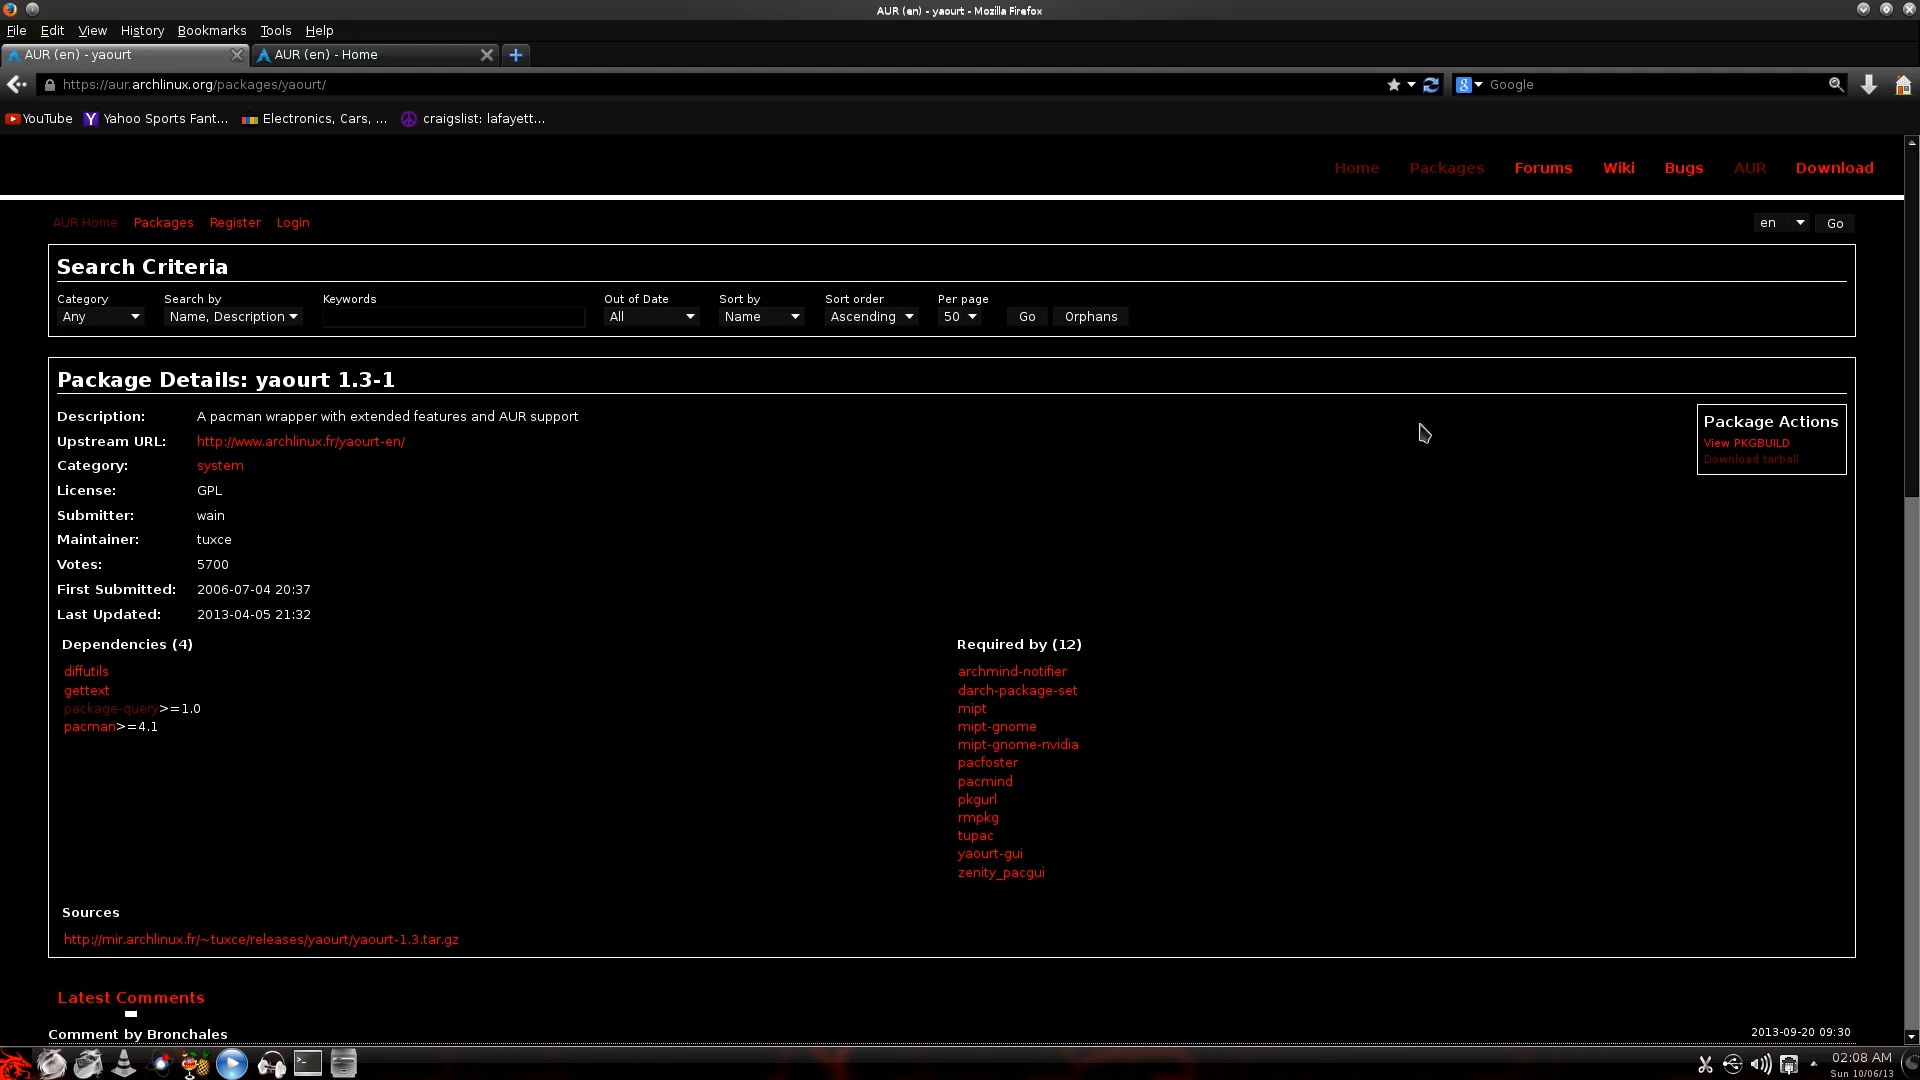 AUR (en) - yaourt - Mozilla Firefox
File Edit View History Bookmarks Tools Help
AUR (en) - yaourt AUR (en) - Home
https://aur.archlinux.org/packages/yaourt/ Google
YouTube Yahoo Sports Fant... Electronics, Cars, ... craigslist: lafayett...
Home Packages Forums Wiki Bugs AUR Download
AUR Home Packages Register Login en Go
Search Criteria
Category Search by Keywords Out of Date Sort by Sort order Per page
Any Name, Description All Name Ascending 50 Go Orphans
Package Details: yaourt 1.3-1
Description: A pacman wrapper with extended features and AUR support
Upstream URL: http://www.archlinux.fr/yaourt-en/
Category: system
License: GPL
Submitter: wain
Maintainer: tuxce
Votes: 5700
First Submitted: 2006-07-04 20:37
Last Updated: 2013-04-05 21:32
Package Actions
View PKGBUILD
Download tarball
Dependencies (4)
diffutils
gettext
package-query>=1.0
pacman>=4.1
Required by (12)
archmind-notifier
darch-package-set
mipt
mipt-gnome
mipt-gnome-nvidia
pacfoster
pacmind
pkgurl
rmpkg
tupac
yaourt-gui
zenity_pacgui
Sources
http://mir.archlinux.fr/~tuxce/releases/yaourt/yaourt-1.3.tar.gz
Latest Comments
Comment by Bronchales 2013-09-20 09:30
02:08 AM
Sun 10/06/13